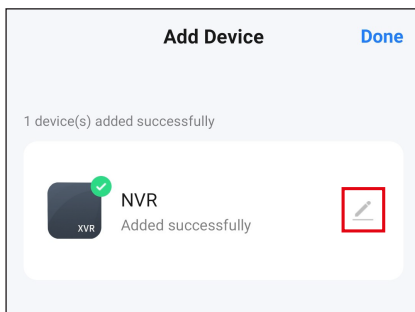 Add Device
Done
1 device(s) added successfully
XVR
NVR
Added successfully